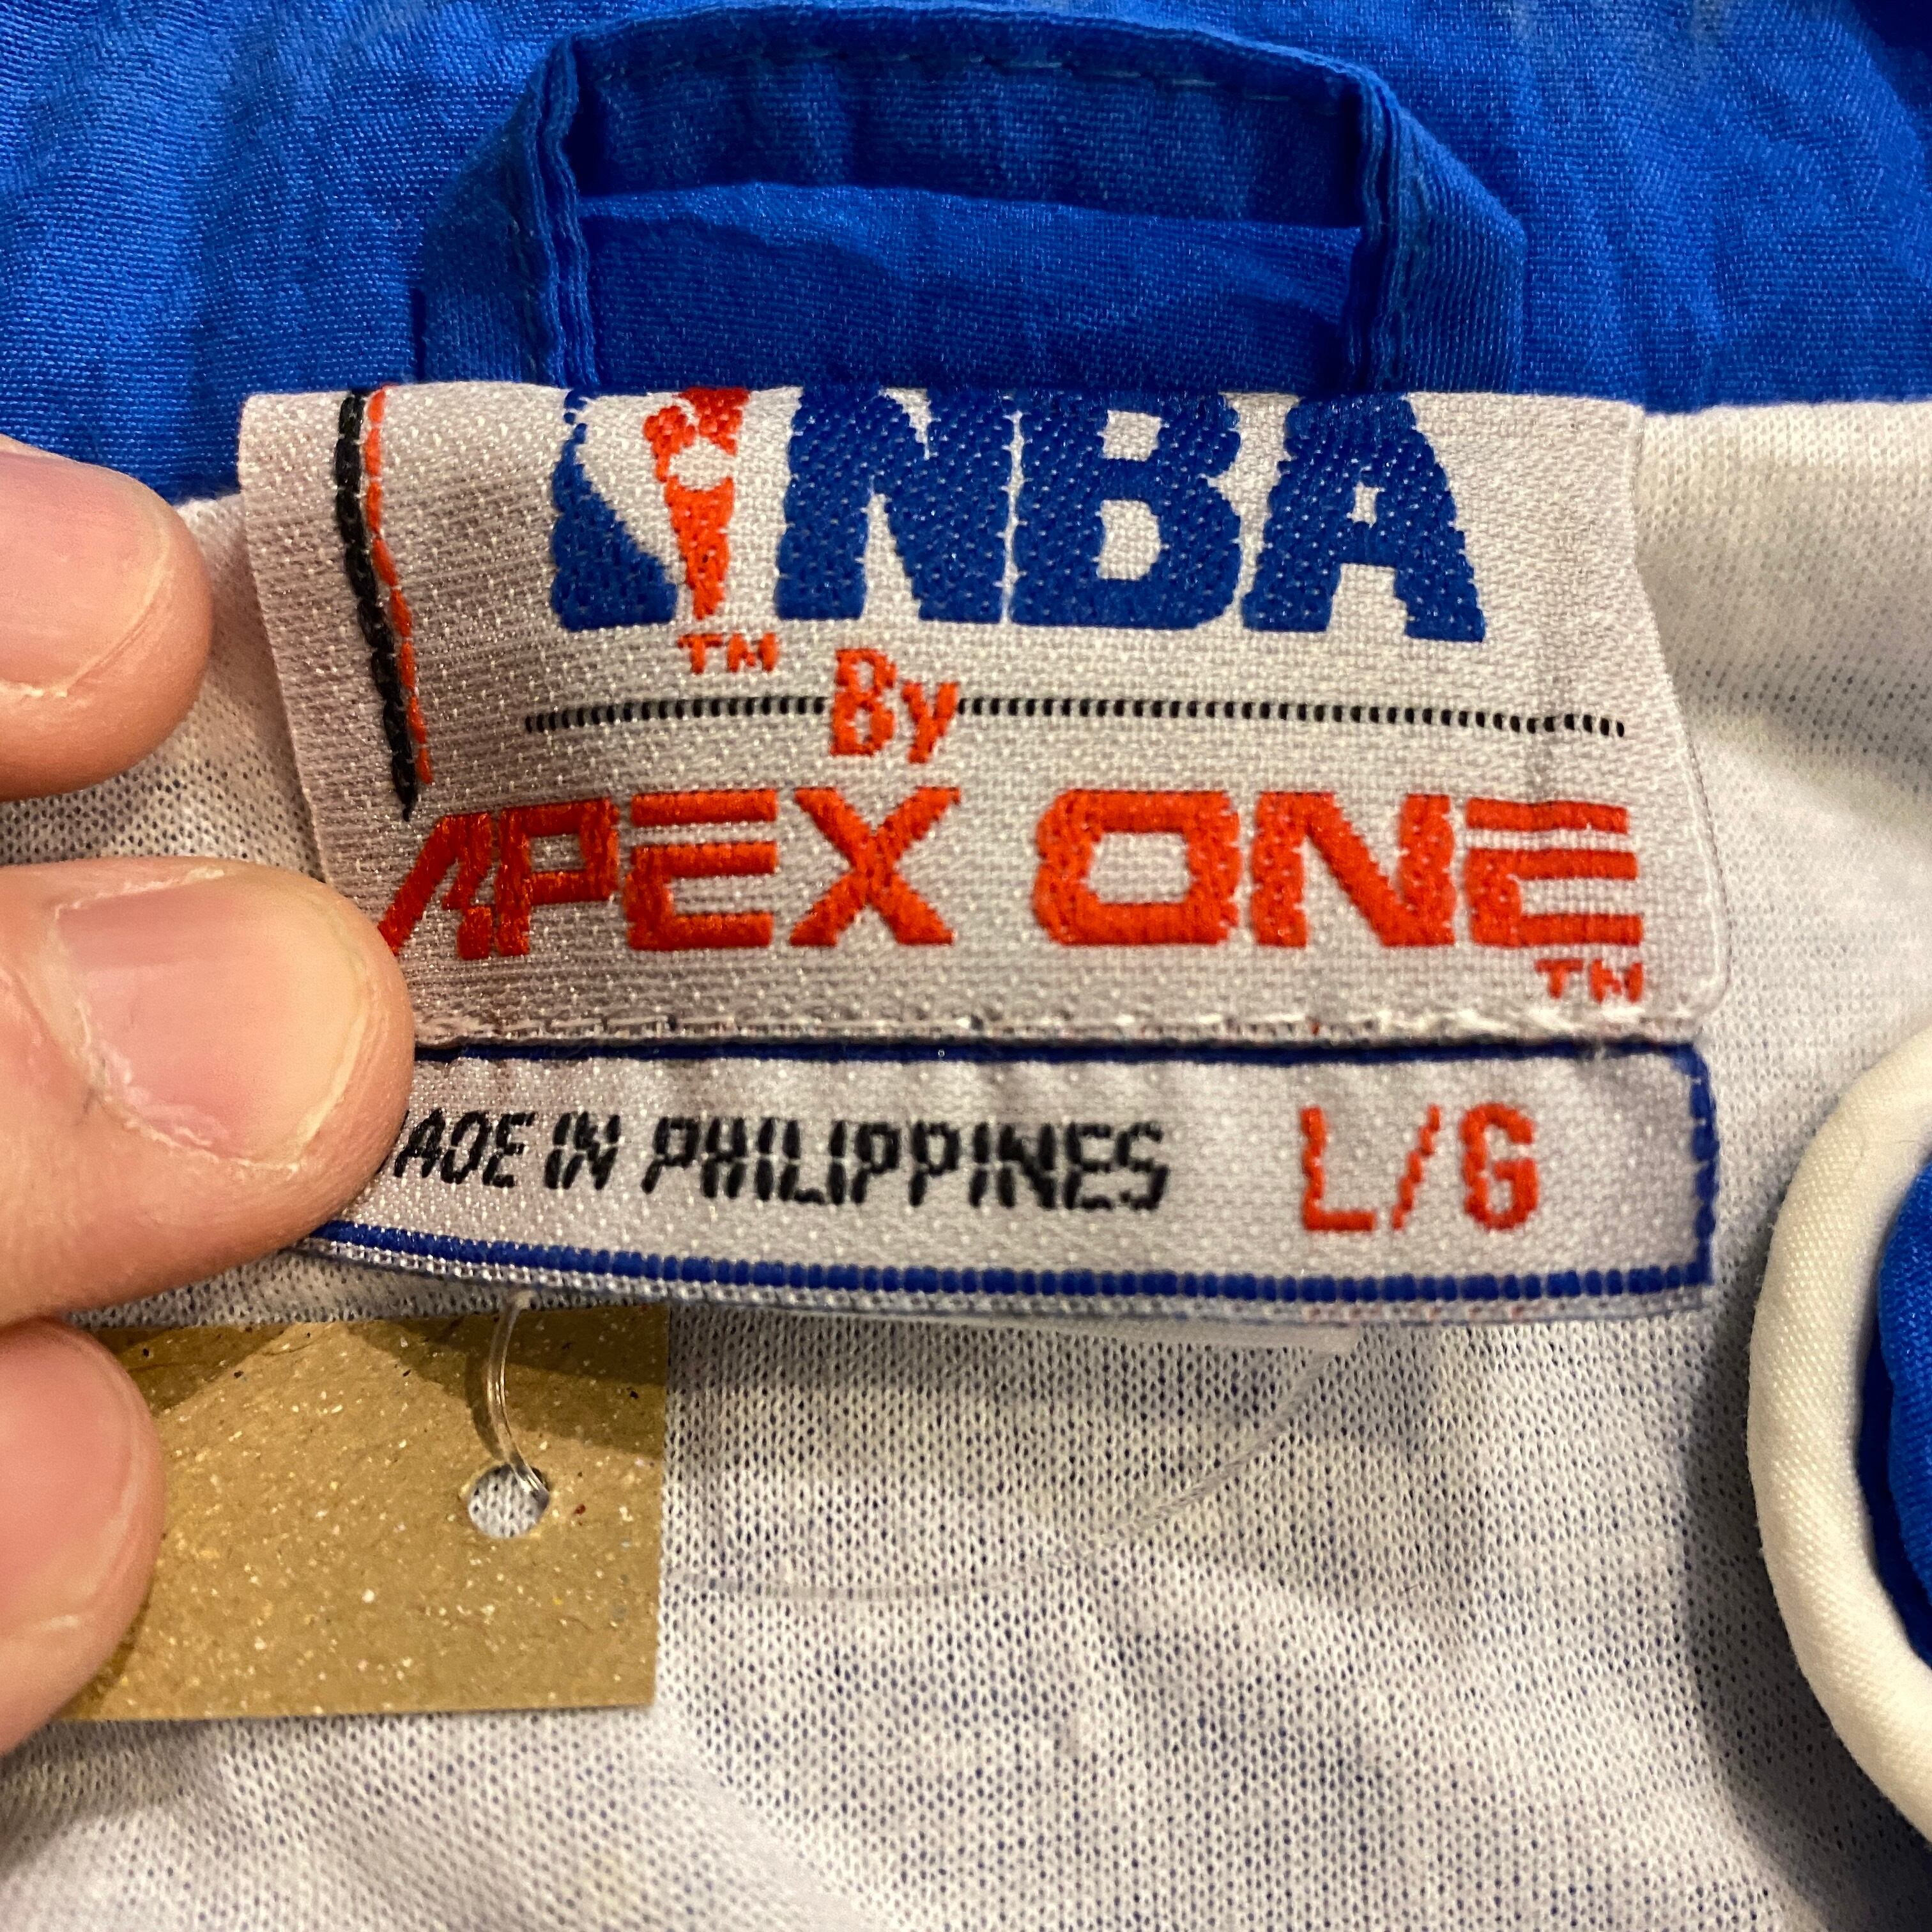 NBA
TM
By
APEX ONE
TM
MADE IN PHILIPPINES L/G